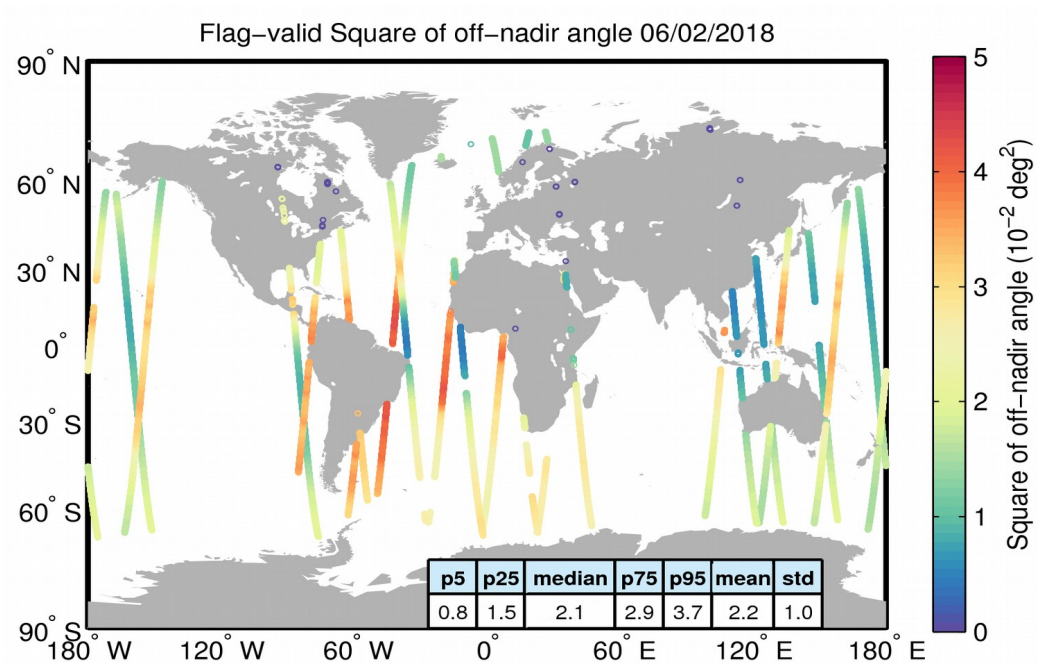 Flag−valid Square of off−nadir angle 06/02/2018
90° N
60° N
30° N
0°
30° S
60° S
90° S
180° W
120° W
60° W
0°
60° E
120° E
180° E
5
4
3
2
1
0
Square of off−nadir angle (10⁻² deg²)
p5 p25 median p75 p95 mean std
0.8 1.5 2.1 2.9 3.7 2.2 1.0